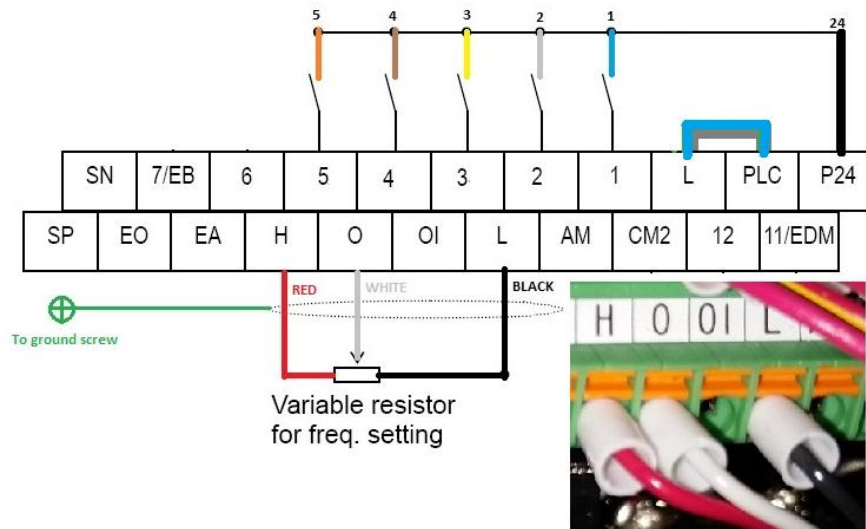 5 4 3 2 1 24
SN 7/EB 6 5 4 3 2 1 L PLC P24
SP EO EA H O OI L AM CM2 12 11/EDM
RED WHITE BLACK
To ground screw
Variable resistor
for freq. setting
H O OI L